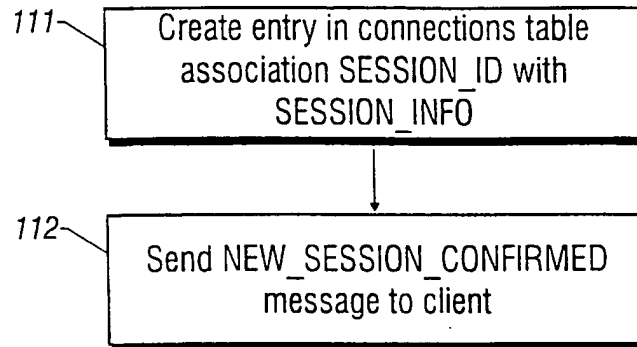 111
Create entry in connections table
association SESSION_ID with
SESSION_INFO
112
Send NEW_SESSION_CONFIRMED
message to client